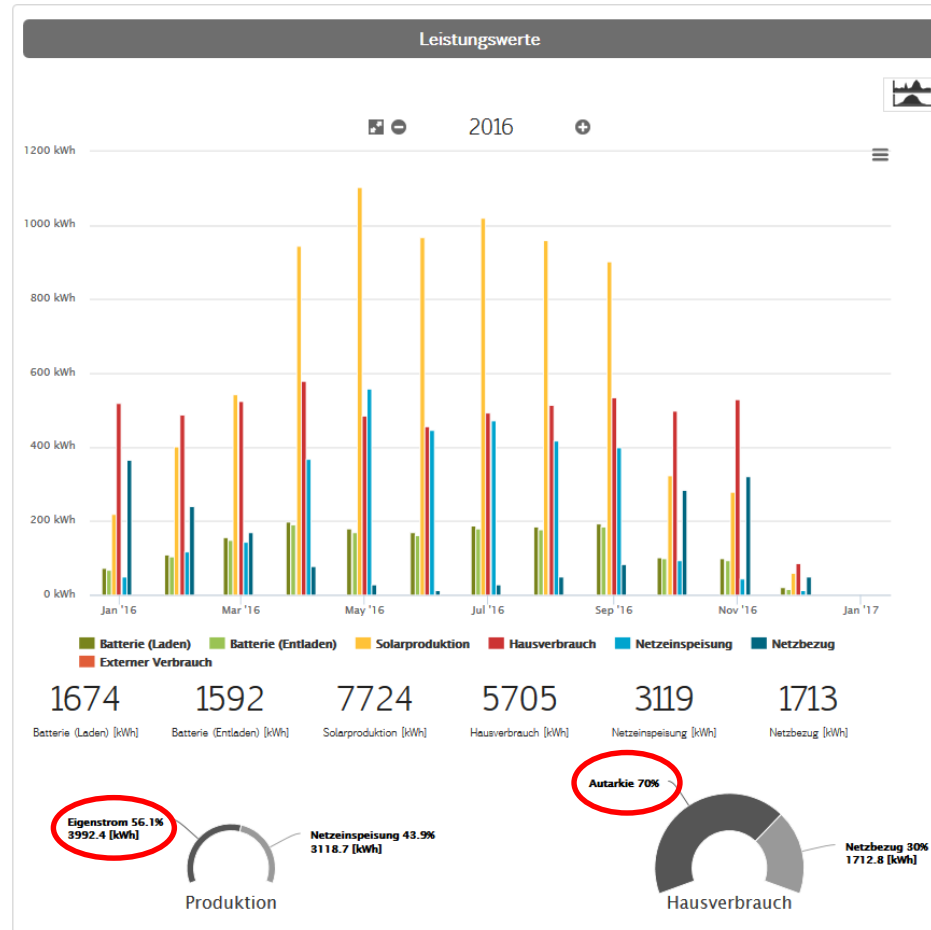 Leistungswerte
2016
1200 kWh
1000 kWh
800 kWh
600 kWh
400 kWh
200 kWh
0 kWh
Jan '16 Mar '16 May '16 Jul '16 Sep '16 Nov '16 Jan '17
Batterie (Laden) Batterie (Entladen) Solarproduktion Hausverbrauch Netzeinspeisung Netzbezug
Externer Verbrauch
1674 1592 7724 5705 3119 1713
Batterie (Laden) [kWh] Batterie (Entladen) [kWh] Solarproduktion [kWh] Hausverbrauch [kWh] Netzeinspeisung [kWh] Netzbezug [kWh]
Eigenstrom 56.1%
3992.4 [kWh]
Netzeinspeisung 43.9%
3118.7 [kWh]
Produktion
Autarkie 70%
Netzbezug 30%
1712.8 [kWh]
Hausverbrauch